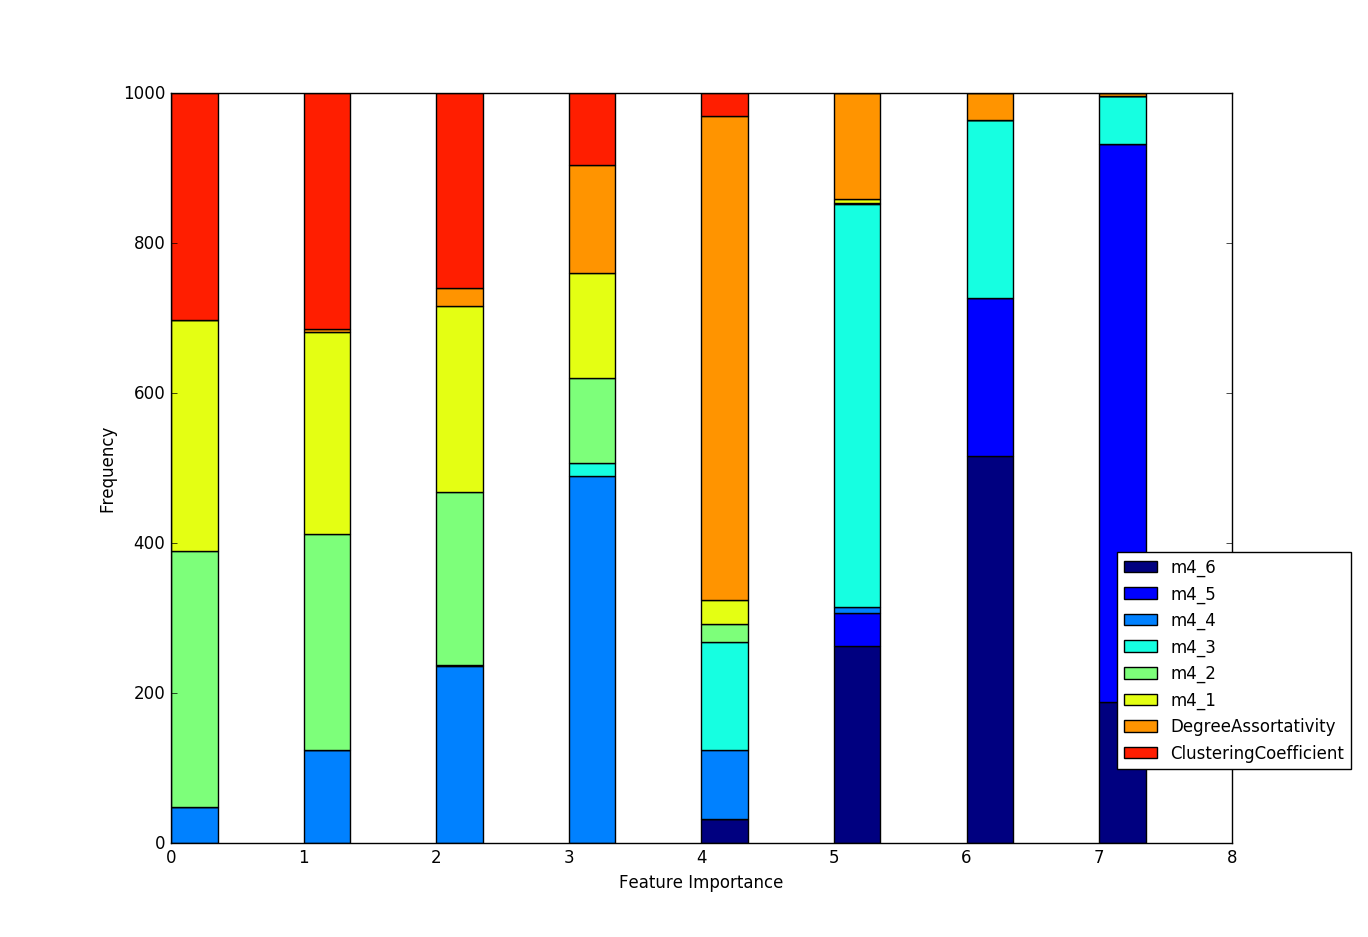 1000
800
600
400
200
0
Frequency
0 1 2 3 4 5 6 7 8
Feature Importance
m4_6
m4_5
m4_4
m4_3
m4_2
m4_1
DegreeAssortativity
ClusteringCoefficient